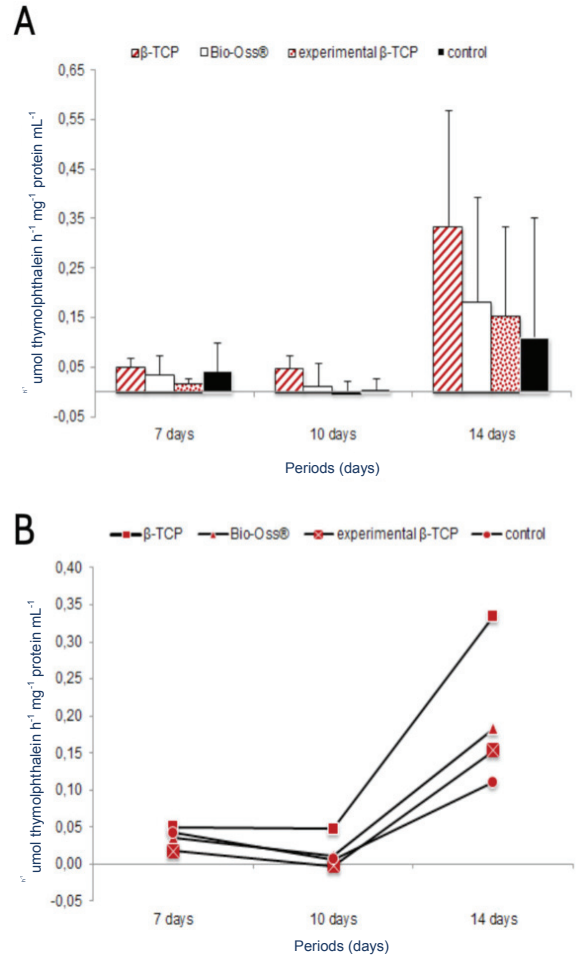 A
β-TCP Bio-Oss® experimental β-TCP control
0,65
0,55
0,45
0,35
0,25
0,15
0,05
-0,05
umol thymolphthalein h-1 mg-1 protein mL-1
7 days 10 days 14 days
Periods (days)
B
β-TCP Bio-Oss® experimental β-TCP control
0,40
0,35
0,30
0,25
0,20
0,15
0,10
0,05
0,00
-0,05
umol thymolphthalein h-1 mg-1 protein mL-1
7 days 10 days 14 days
Periods (days)